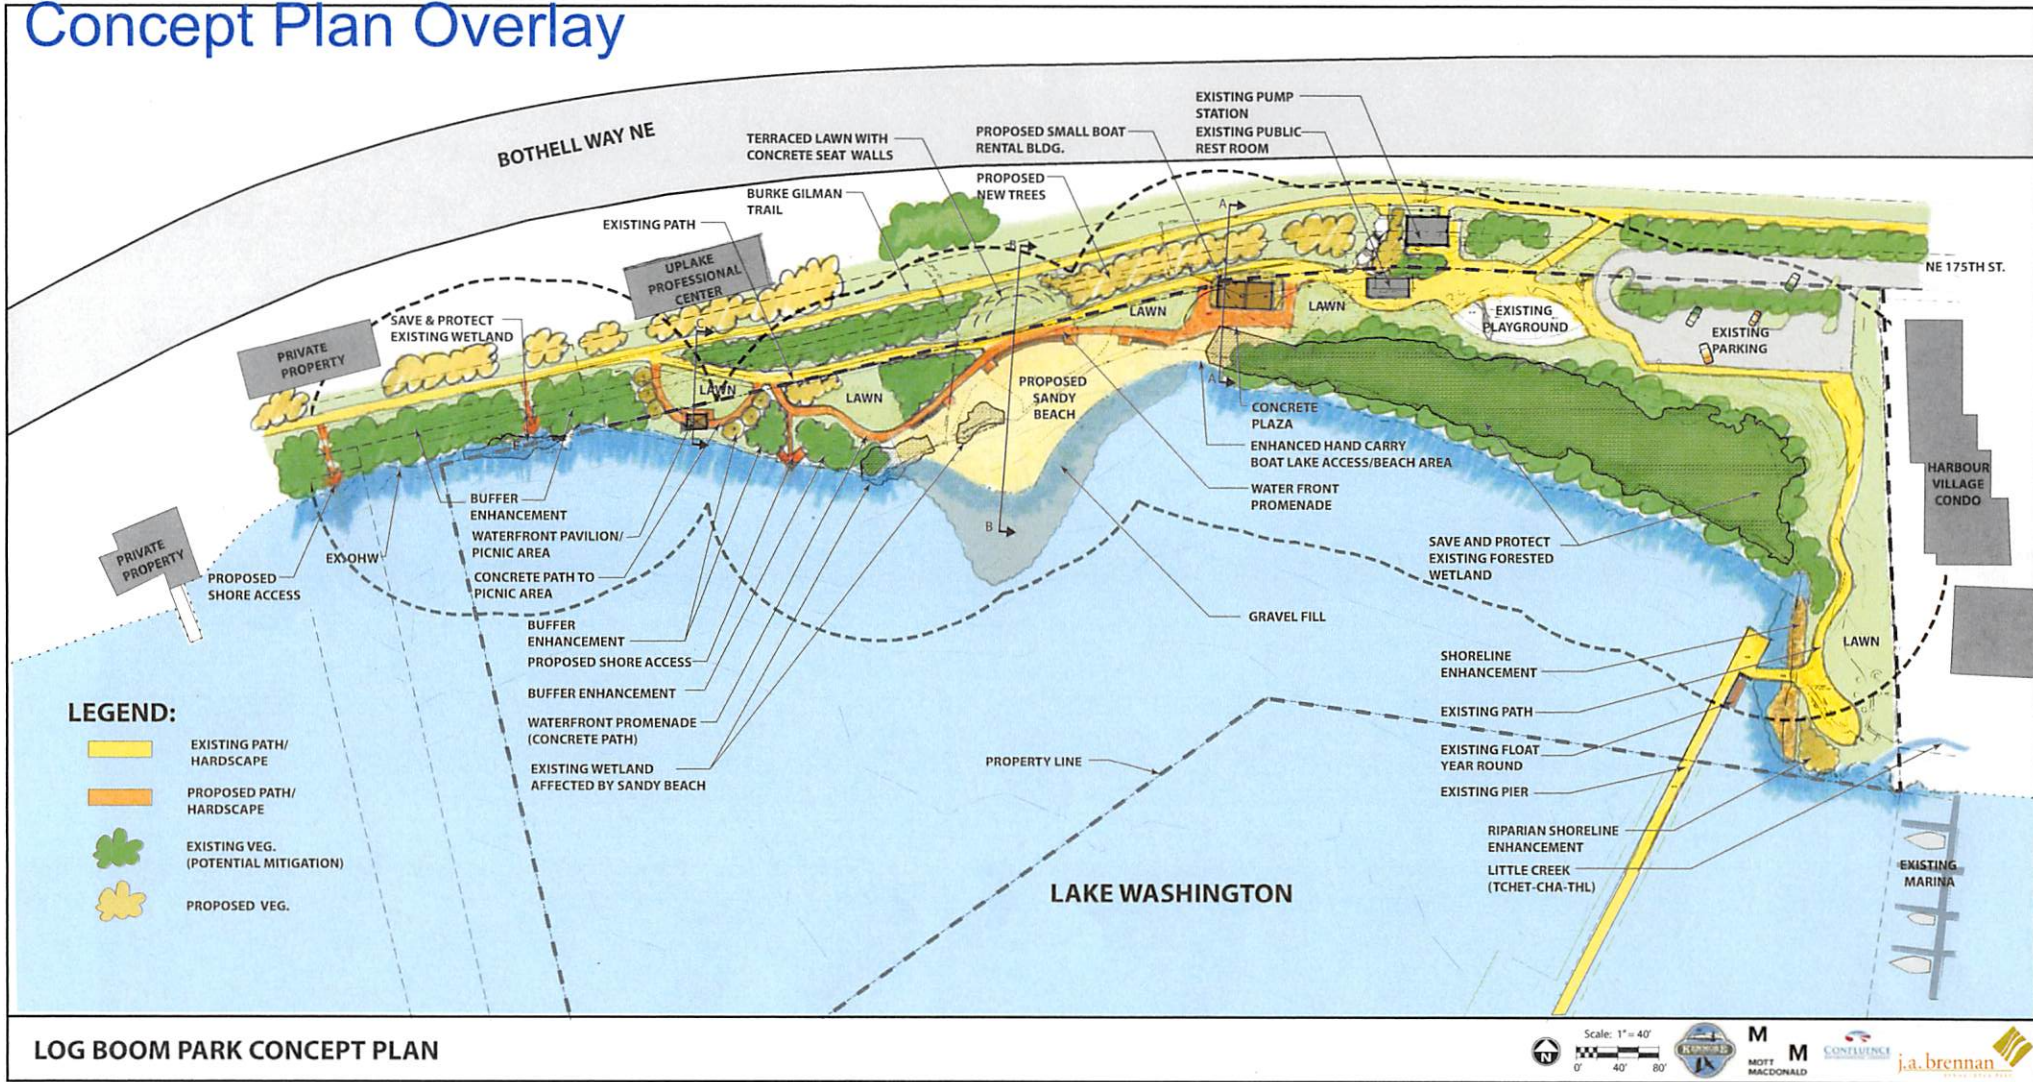 Concept Plan Overlay
BOTHELL WAY NE
TERRACED LAWN WITH
CONCRETE SEAT WALLS
BURKE GILMAN
TRAIL
EXISTING PATH
PROPOSED SMALL BOAT
RENTAL BLDG.
PROPOSED
NEW TREES
EXISTING PUMP
STATION
EXISTING PUBLIC
REST ROOM
UPLAKE
PROFESSIONAL
CENTER
SAVE & PROTECT
EXISTING WETLAND
PRIVATE
PROPERTY
A
B
C
NE 175TH ST.
LAWN
LAWN
LAWN
LAWN
EXISTING
PLAYGROUND
EXISTING
PARKING
PROPOSED
SANDY
BEACH
A
B
CONCRETE
PLAZA
ENHANCED HAND CARRY
BOAT LAKE ACCESS/BEACH AREA
WATER FRONT
PROMENADE
SAVE AND PROTECT
EXISTING FORESTED
WETLAND
GRAVEL FILL
HARBOUR
VILLAGE
CONDO
PRIVATE
PROPERTY
PROPOSED
SHORE ACCESS
EX. OHW
BUFFER
ENHANCEMENT
WATERFRONT PAVILION/
PICNIC AREA
CONCRETE PATH TO
PICNIC AREA
BUFFER
ENHANCEMENT
PROPOSED SHORE ACCESS
BUFFER ENHANCEMENT
WATERFRONT PROMENADE
(CONCRETE PATH)
EXISTING WETLAND
AFFECTED BY SANDY BEACH
PROPERTY LINE
SHORELINE
ENHANCEMENT
LAWN
EXISTING PATH
EXISTING FLOAT
YEAR ROUND
EXISTING PIER
RIPARIAN SHORELINE
ENHANCEMENT
LITTLE CREEK
(TCHET-CHA-THL)
EXISTING
MARINA
LAKE WASHINGTON
LEGEND:
EXISTING PATH/
HARDSCAPE
PROPOSED PATH/
HARDSCAPE
EXISTING VEG.
(POTENTIAL MITIGATION)
PROPOSED VEG.
LOG BOOM PARK CONCEPT PLAN
N
Scale: 1" = 40'
0' 40' 80'
KENMORE
M
M
MOTT
MACDONALD
CONFLUENCE
j.a.brennan